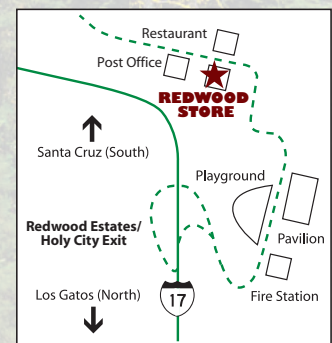 Restaurant
Post Office
REDWOOD
STORE
Santa Cruz (South)
Playground
Redwood Estates/
Holy City Exit
Pavilion
Los Gatos (North)
17
Fire Station